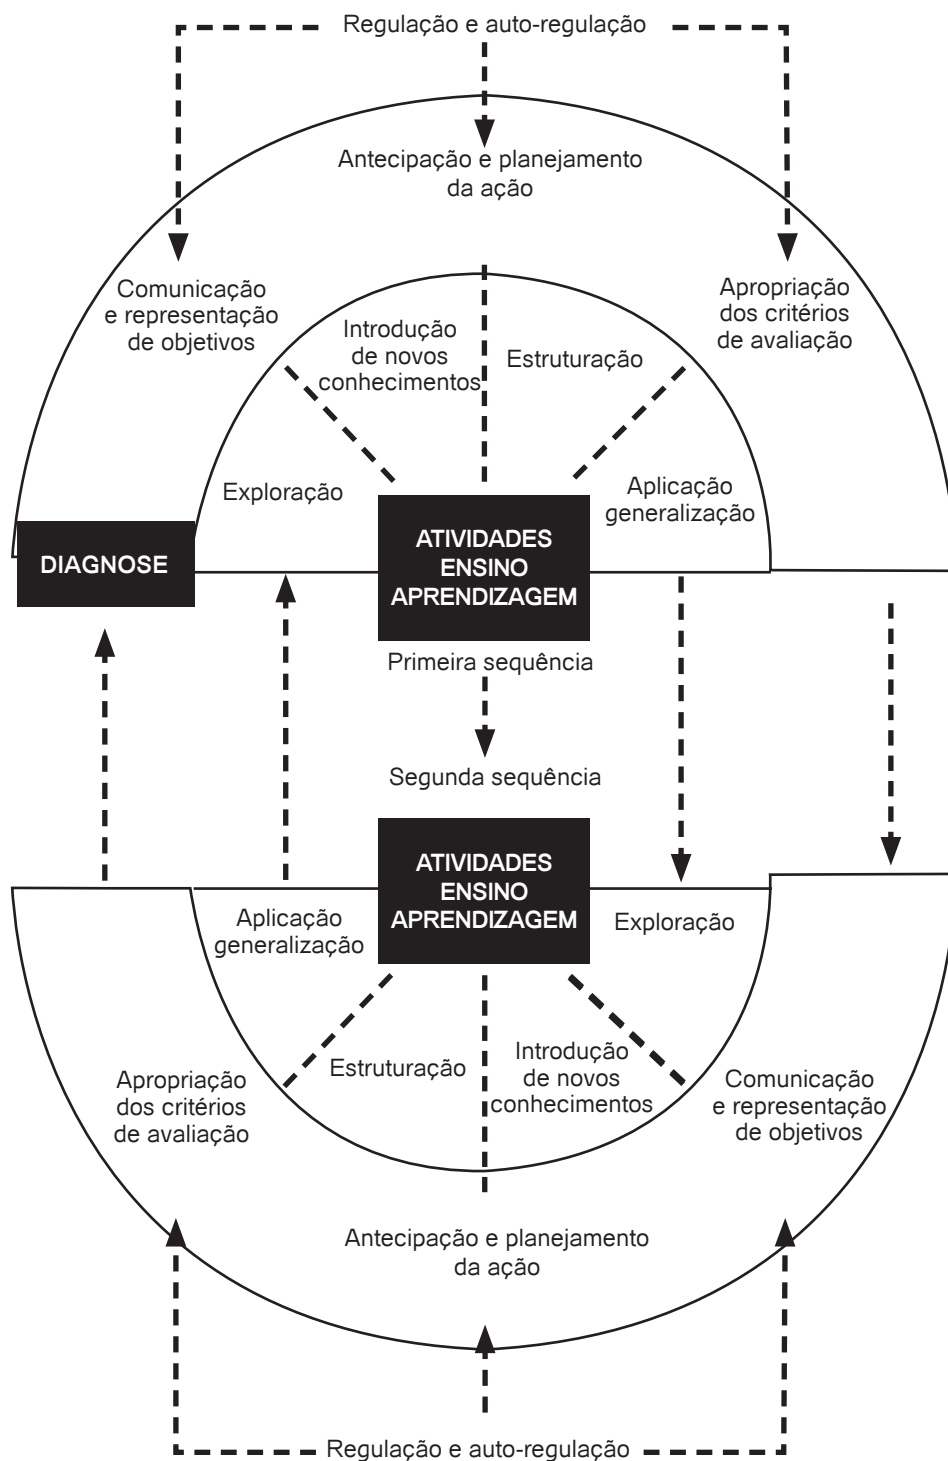 Regulação e auto-regulação
Antecipação e planejamento
da ação
Comunicação
e representação
de objetivos
Apropriação
dos critérios
de avaliação
Introdução
de novos
conhecimentos
Estruturação
Exploração
Aplicação
generalização
DIAGNOSE
ATIVIDADES
ENSINO
APRENDIZAGEM
Primeira sequência
Segunda sequência
ATIVIDADES
ENSINO
APRENDIZAGEM
Aplicação
generalização
Exploração
Estruturação
Introdução
de novos
conhecimentos
Apropriação
dos critérios
de avaliação
Comunicação
e representação
de objetivos
Antecipação e planejamento
da ação
Regulação e auto-regulação